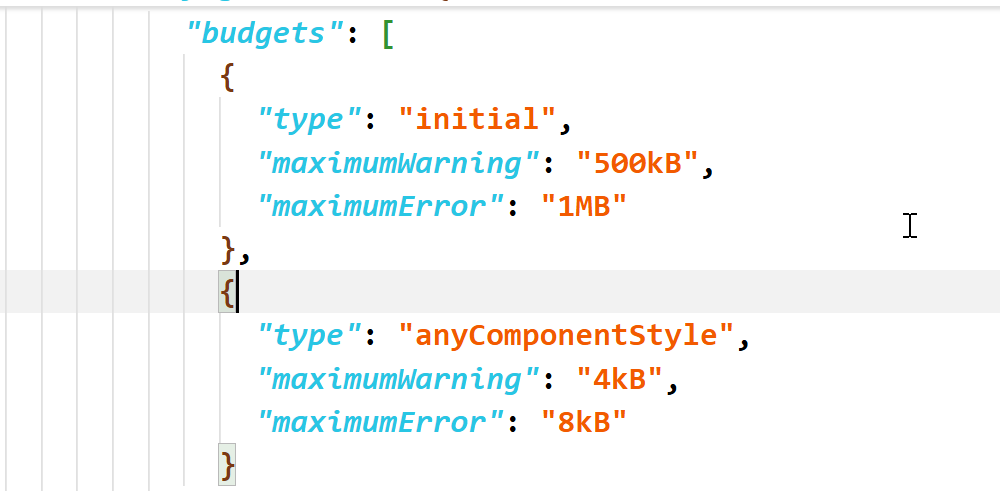 "budgets": [
{
"type": "initial",
"maximumWarning": "500kB",
"maximumError": "1MB"
},
{
"type": "anyComponentStyle",
"maximumWarning": "4kB",
"maximumError": "8kB"
}